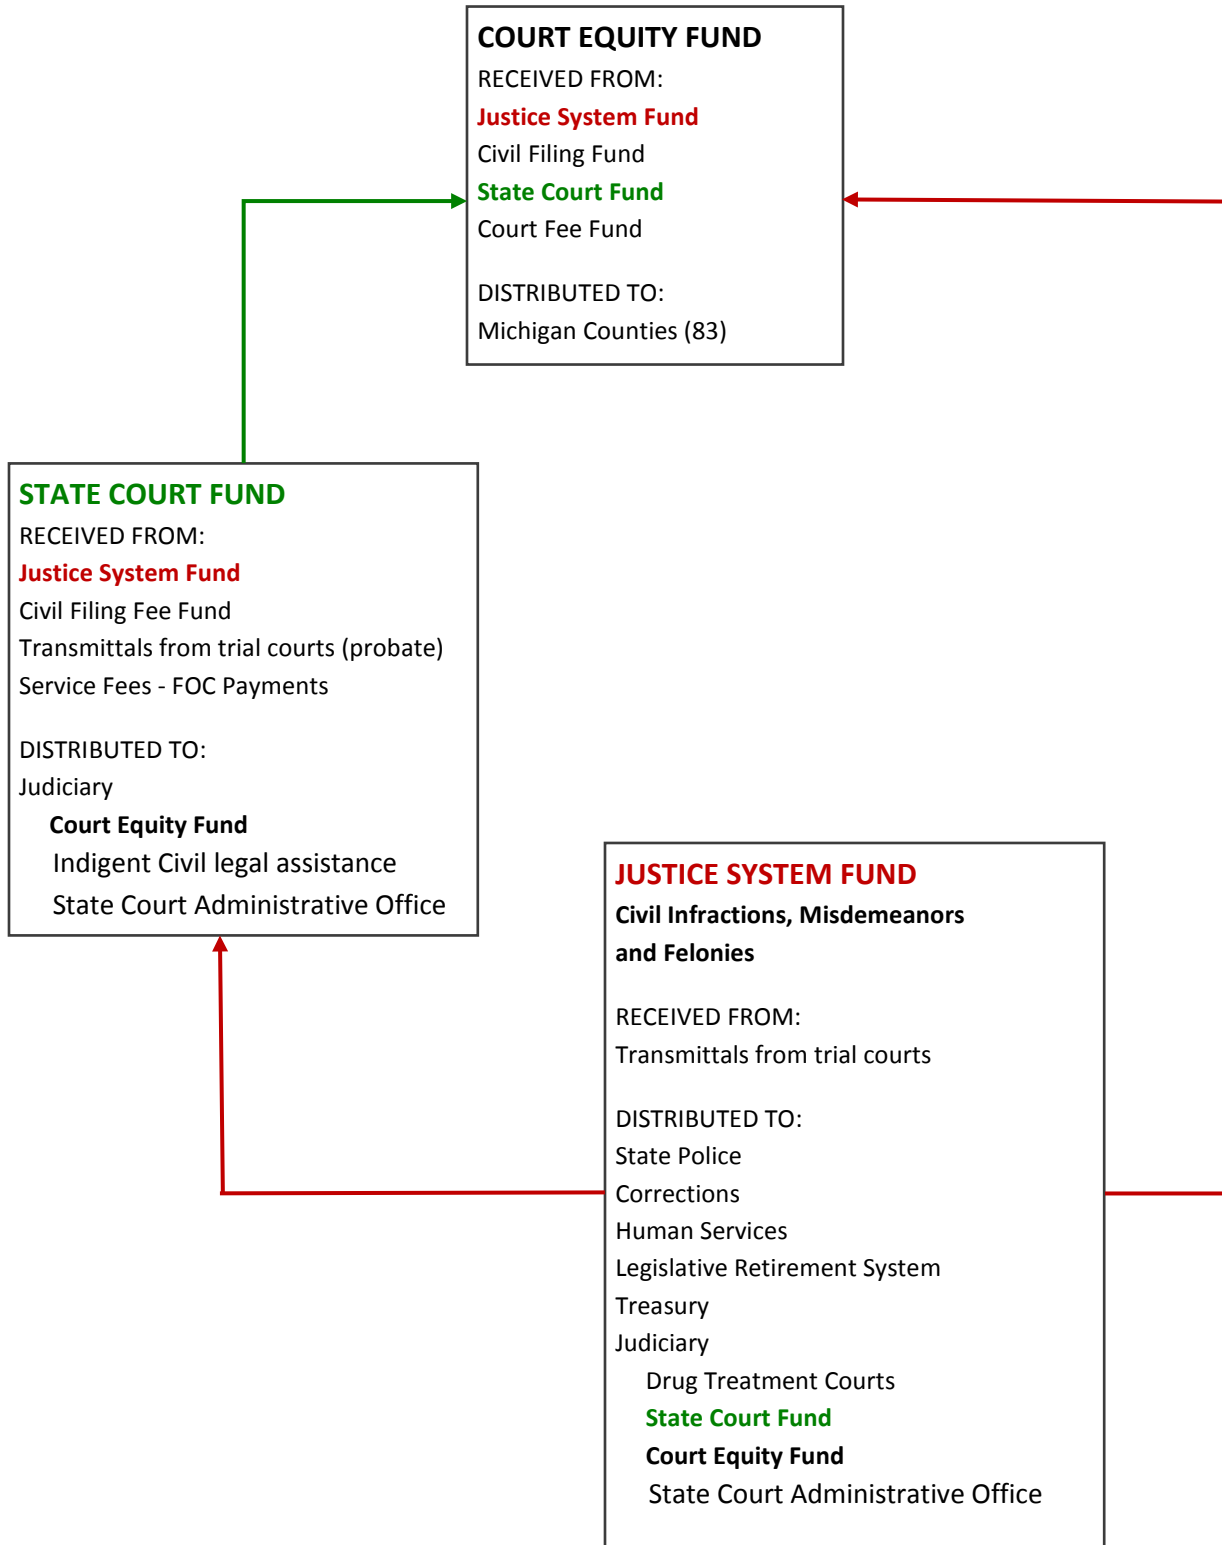 COURT EQUITY FUND
RECEIVED FROM:
Justice System Fund
Civil Filing Fund
State Court Fund
Court Fee Fund
DISTRIBUTED TO:
Michigan Counties (83)
STATE COURT FUND
RECEIVED FROM:
Justice System Fund
Civil Filing Fee Fund
Transmittals from trial courts (probate)
Service Fees - FOC Payments
DISTRIBUTED TO:
Judiciary
Court Equity Fund
Indigent Civil legal assistance
State Court Administrative Office
JUSTICE SYSTEM FUND
Civil Infractions, Misdemeanors
and Felonies
RECEIVED FROM:
Transmittals from trial courts
DISTRIBUTED TO:
State Police
Corrections
Human Services
Legislative Retirement System
Treasury
Judiciary
Drug Treatment Courts
State Court Fund
Court Equity Fund
State Court Administrative Office